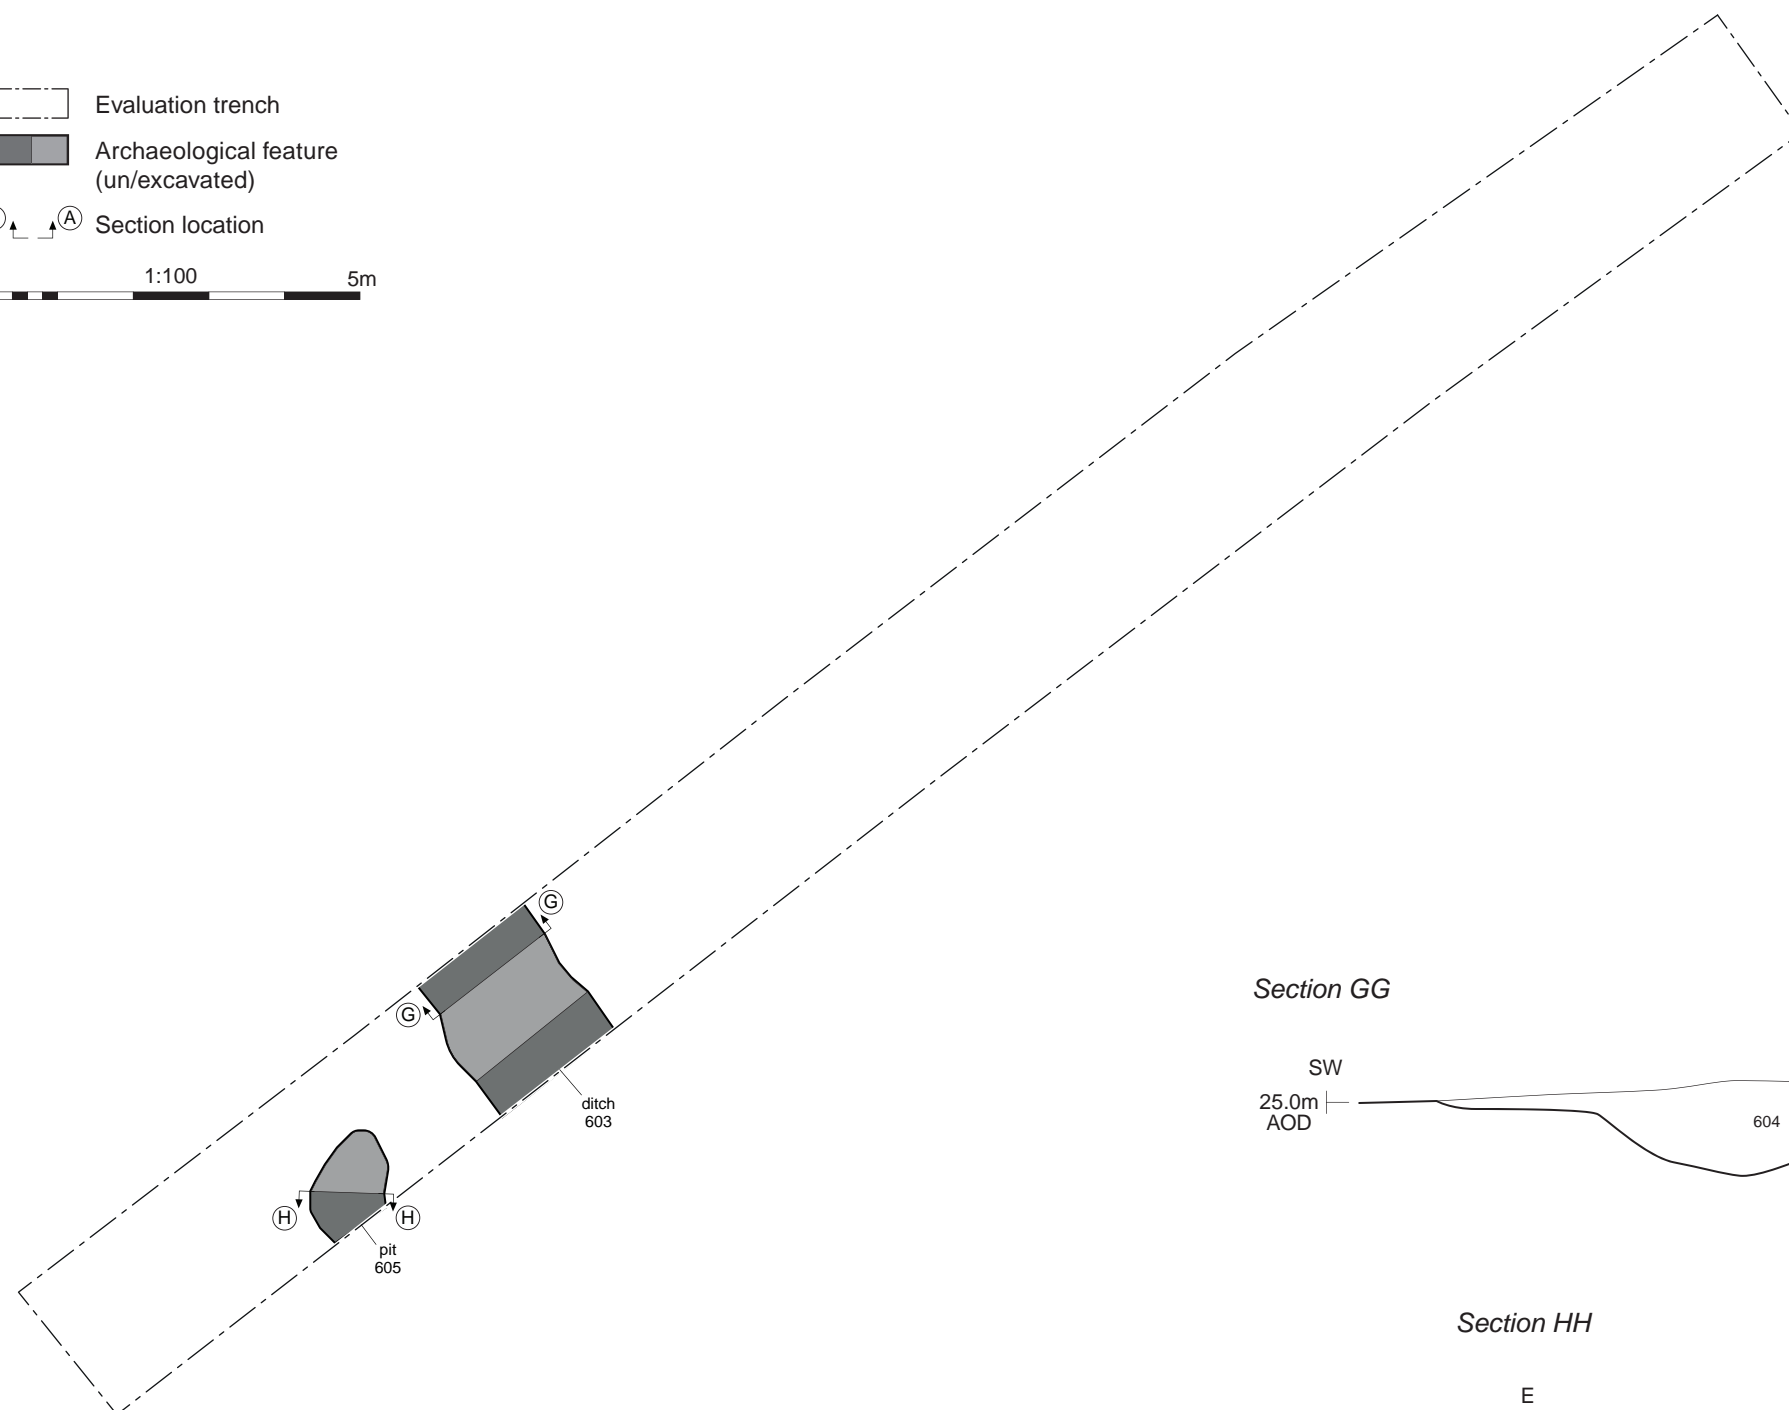 Evaluation trench
Archaeological feature
(un/excavated)
A
Section location
1:100
5m
G
G
ditch
603
H
H
pit
605
Section GG
SW
25.0m
AOD
604
Section HH
E